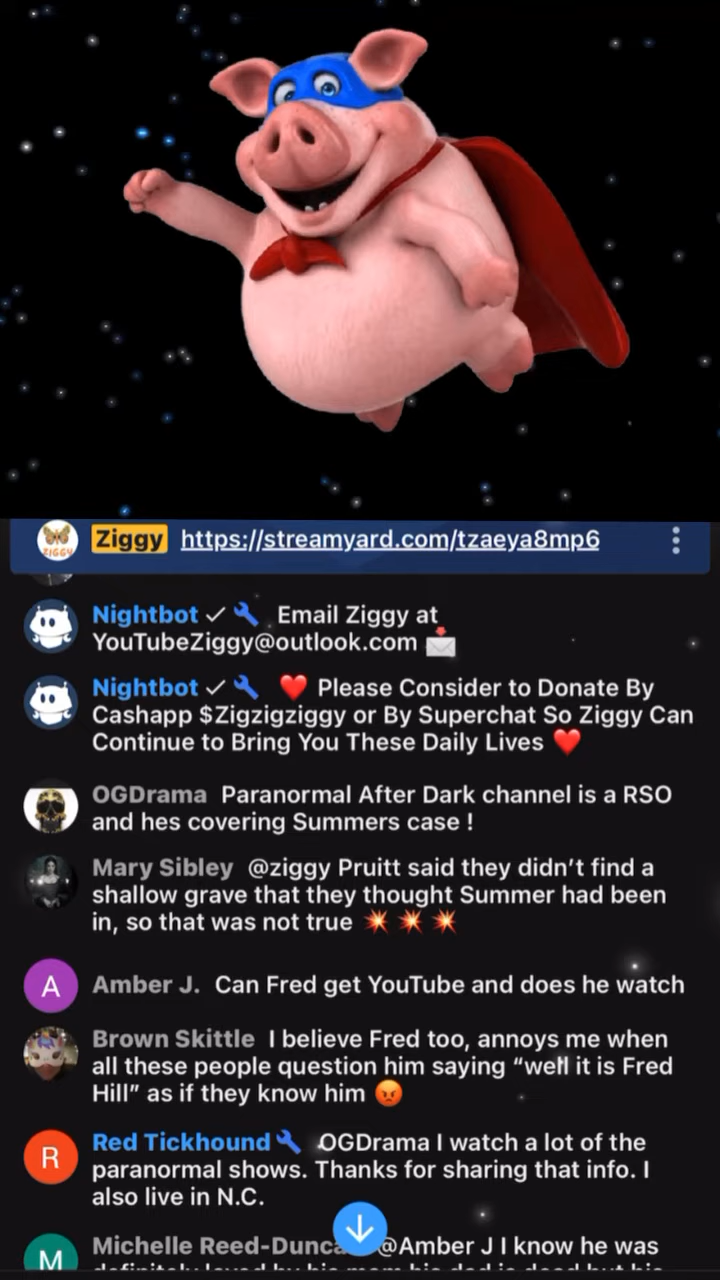 ZIGGY
Ziggy https://streamyard.com/tzaeya8mp6
Nightbot Email Ziggy at
YouTubeZiggy@outlook.com
Nightbot ❤️ Please Consider to Donate By
Cashapp $Zigzigziggy or By Superchat So Ziggy Can
Continue to Bring You These Daily Lives ❤️
OGDrama Paranormal After Dark channel is a RSO
and hes covering Summers case !
Mary Sibley @ziggy Pruitt said they didn’t find a
shallow grave that they thought Summer had been
in, so that was not true 💥 💥 💥
A
Amber J. Can Fred get YouTube and does he watch
Brown Skittle I believe Fred too, annoys me when
all these people question him saying “well it is Fred
Hill” as if they know him 😡
R
Red Tickhound OGDrama I watch a lot of the
paranormal shows. Thanks for sharing that info. I
also live in N.C.
M
Michelle Reed-Dunca @Amber J I know he was